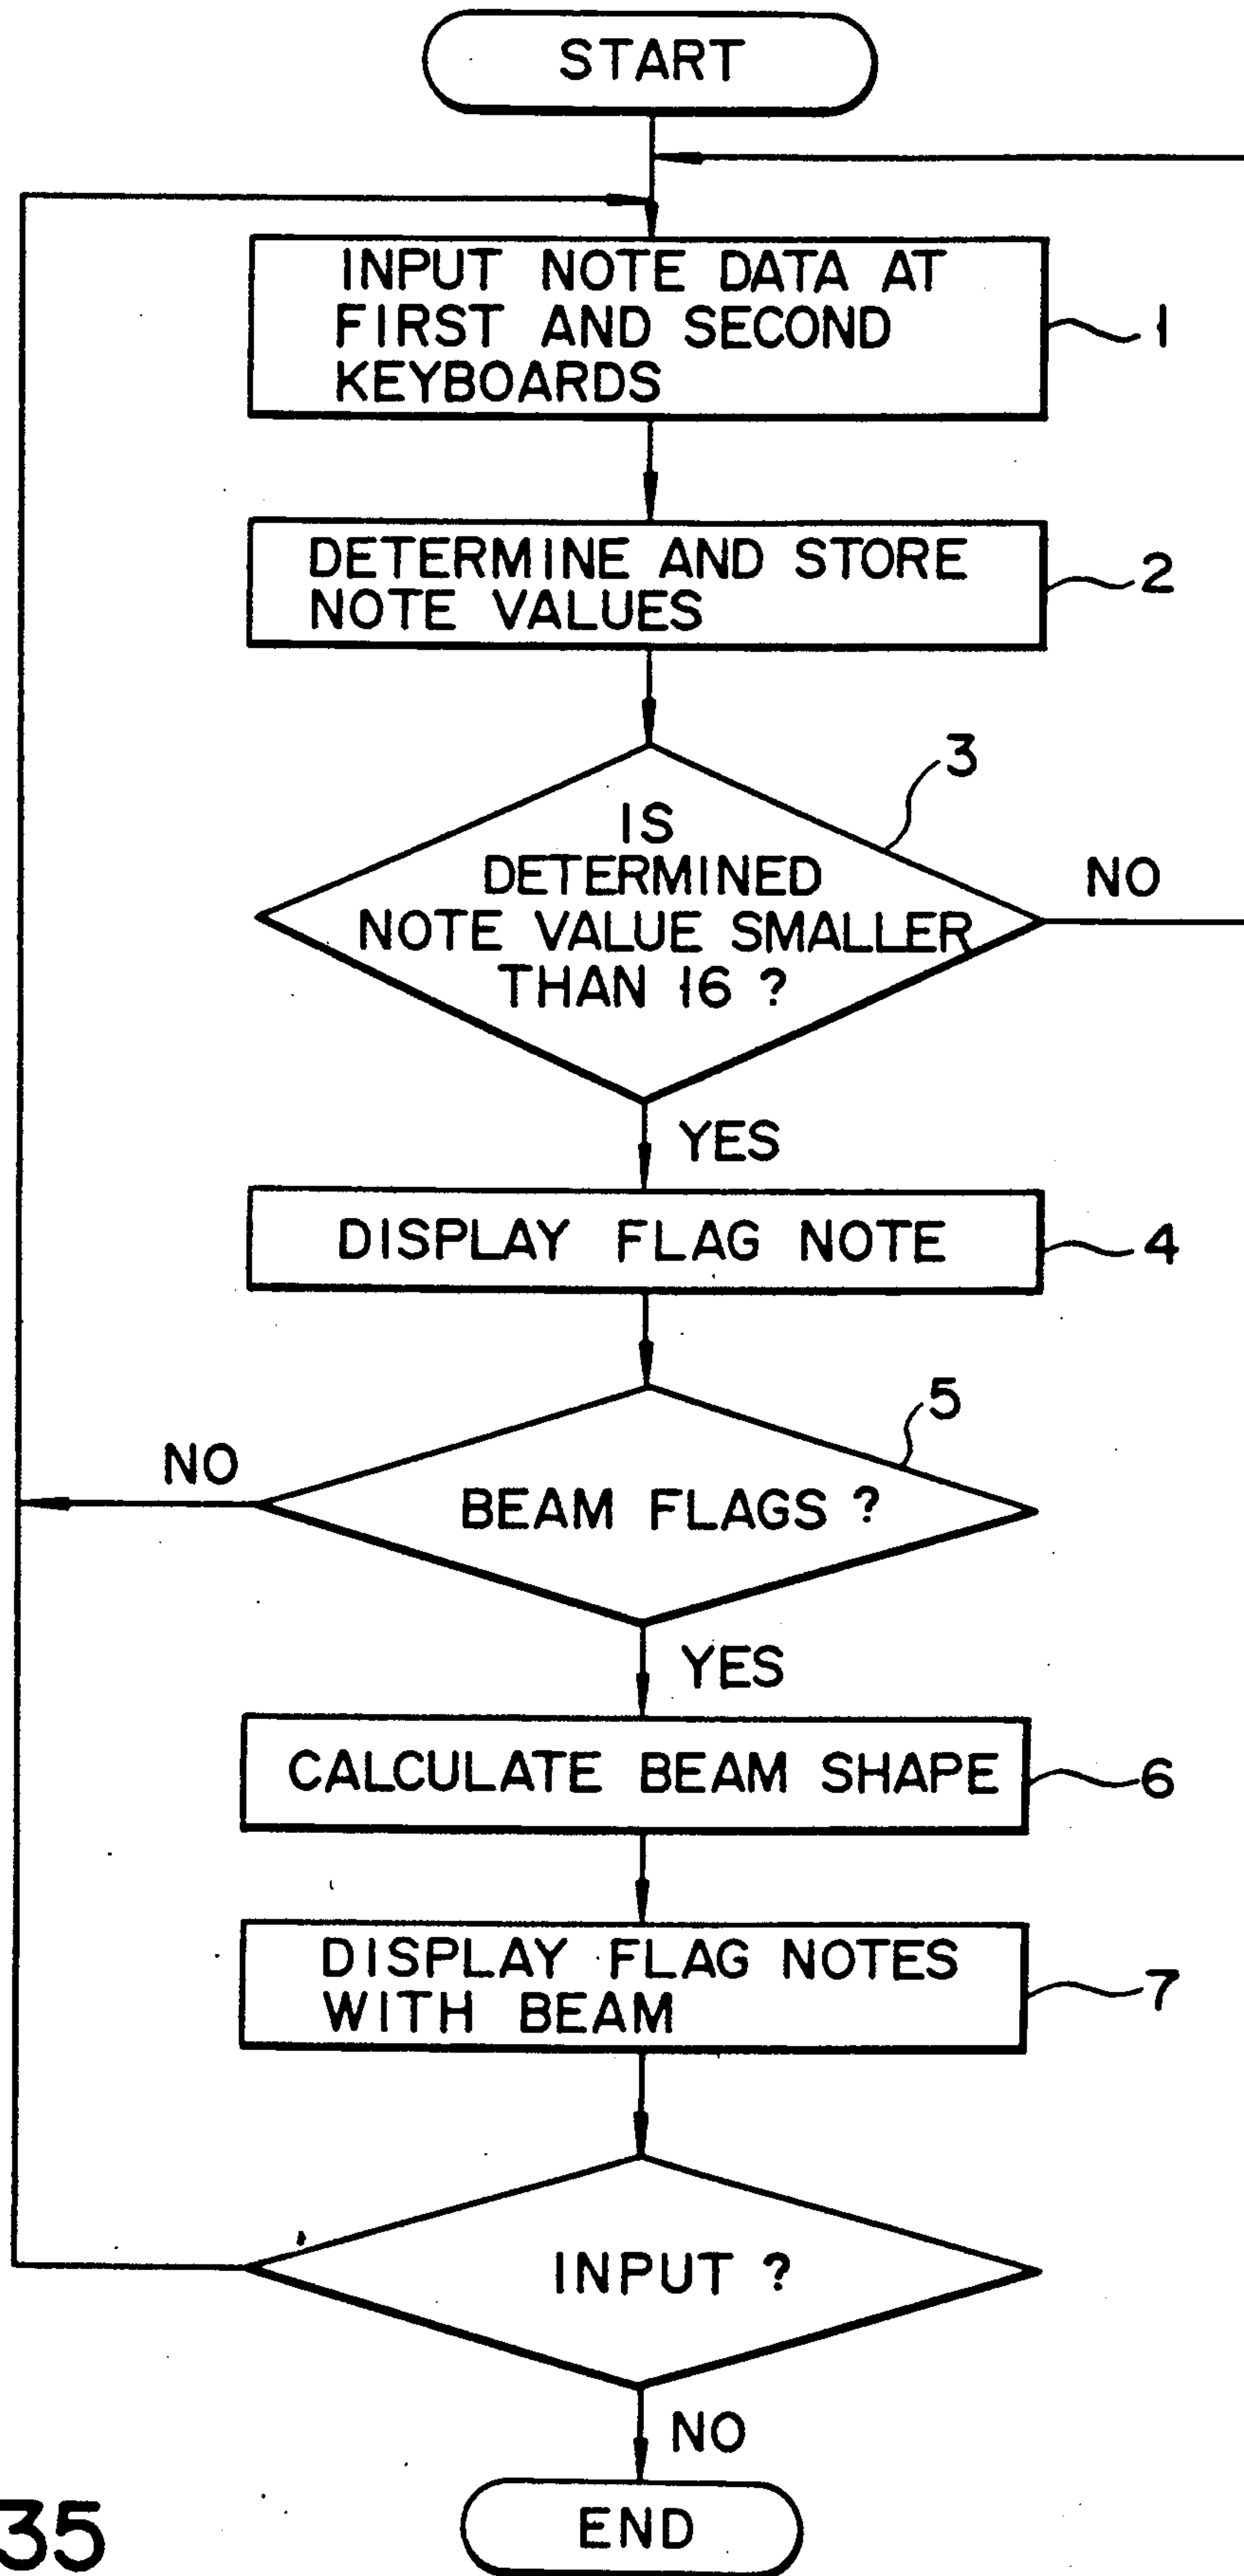 START
INPUT NOTE DATA AT
FIRST AND SECOND
KEYBOARDS
1
DETERMINE AND STORE
NOTE VALUES
2
3
IS
DETERMINED
NOTE VALUE SMALLER
THAN 16 ?
NO
YES
DISPLAY FLAG NOTE
4
5
NO
BEAM FLAGS ?
YES
CALCULATE BEAM SHAPE
6
DISPLAY FLAG NOTES
WITH BEAM
7
INPUT ?
NO
END
35